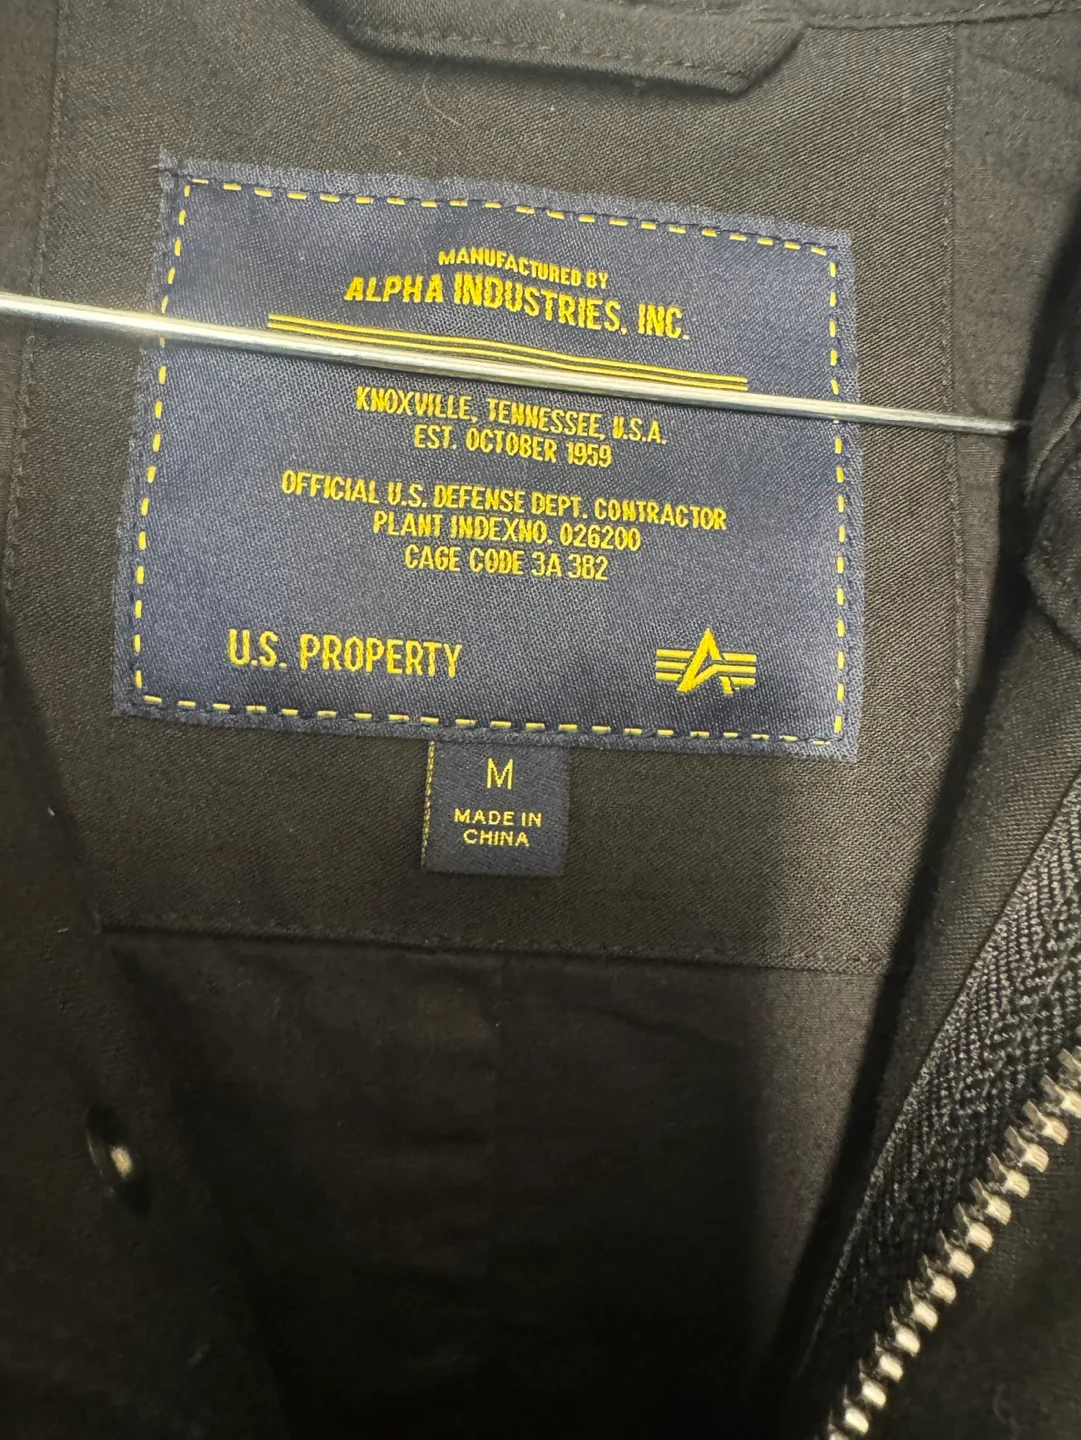 MANUFACTURED BY
ALPHA INDUSTRIES, INC.
KNOXVILLE, TENNESSEE, U.S.A.
EST. OCTOBER 1959
OFFICIAL U.S. DEFENSE DEPT. CONTRACTOR
PLANT INDEXNO. 026200
CAGE CODE 3A 382
U.S. PROPERTY
M
MADE IN
CHINA